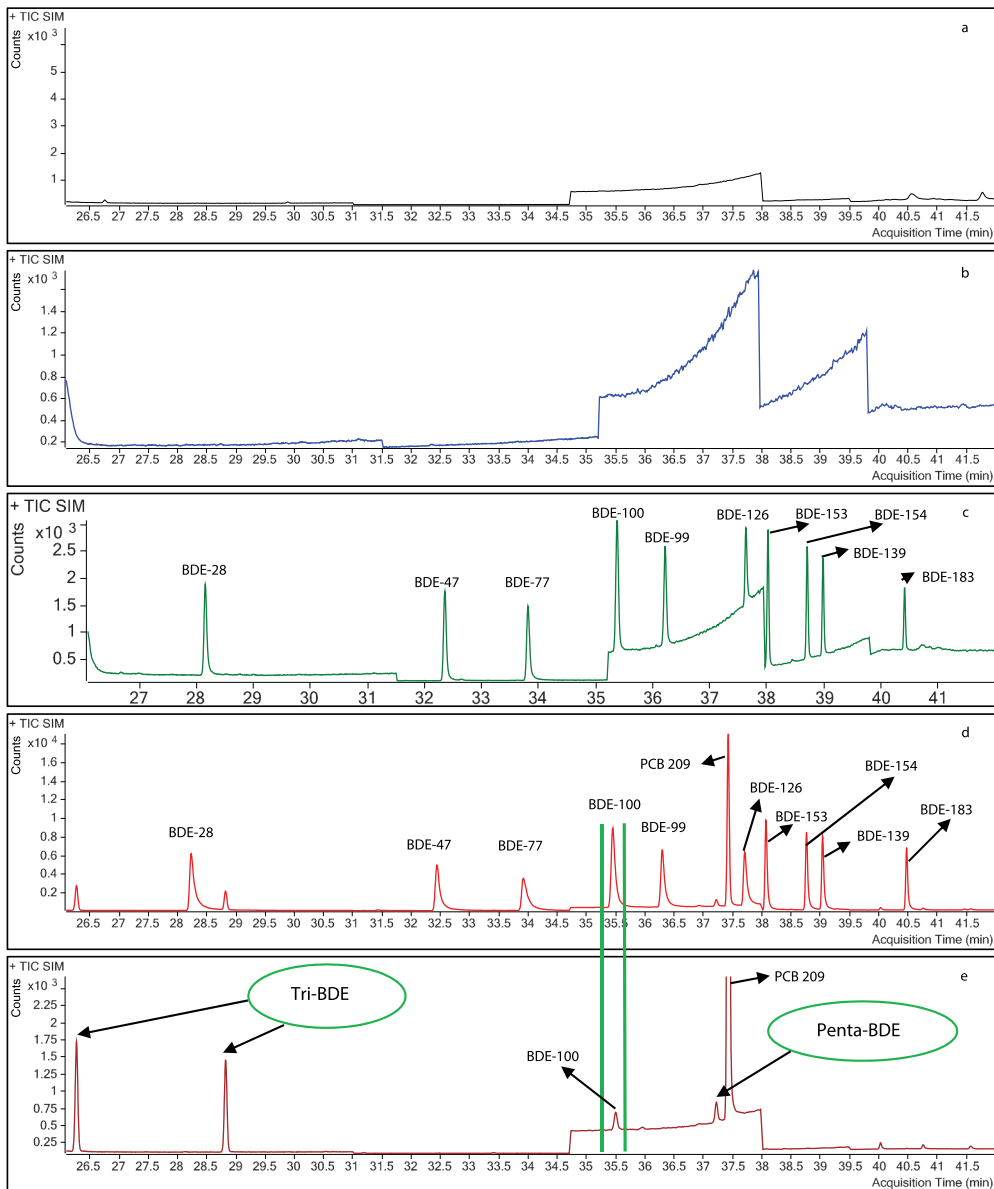 + TIC SIM
a
Counts
x10 3
5
4
3
2
1
26.5 27 27.5 28 28.5 29 29.5 30 30.5 31 31.5 32 32.5 33 33.5 34 34.5 35 35.5 36 36.5 37 37.5 38 38.5 39 39.5 40 40.5 41 41.5
Acquisition Time (min)
+ TIC SIM
b
Counts
x10 3
1.4
1.2
1
0.8
0.6
0.4
0.2
26.5 27 27.5 28 28.5 29 29.5 30 30.5 31 31.5 32 32.5 33 33.5 34 34.5 35 35.5 36 36.5 37 37.5 38 38.5 39 39.5 40 40.5 41 41.5
Acquisition Time (min)
+ TIC SIM
c
Counts
x10 3
2.5
2
1.5
1
0.5
BDE-28
BDE-47
BDE-77
BDE-100
BDE-99
BDE-126
BDE-153
BDE-154
BDE-139
BDE-183
27 28 29 30 31 32 33 34 35 36 37 38 39 40 41
+ TIC SIM
d
Counts
x10 4
1.6
1.4
1.2
1
0.8
0.6
0.4
0.2
BDE-28
BDE-47
BDE-77
BDE-100
BDE-99
PCB 209
BDE-126
BDE-153
BDE-154
BDE-139
BDE-183
26.5 27 27.5 28 28.5 29 29.5 30 30.5 31 31.5 32 32.5 33 33.5 34 34.5 35 35.5 36 36.5 37 37.5 38 38.5 39 39.5 40 40.5 41 41.5
Acquisition Time (min)
+ TIC SIM
e
Counts
x10 3
2.25
2
1.75
1.5
1.25
1
0.75
0.5
0.25
Tri-BDE
BDE-100
PCB 209
Penta-BDE
26.5 27 27.5 28 28.5 29 29.5 30 30.5 31 31.5 32 32.5 33 33.5 34 34.5 35 35.5 36 36.5 37 37.5 38 38.5 39 39.5 40 40.5 41 41.5
Acquisition Time (min)